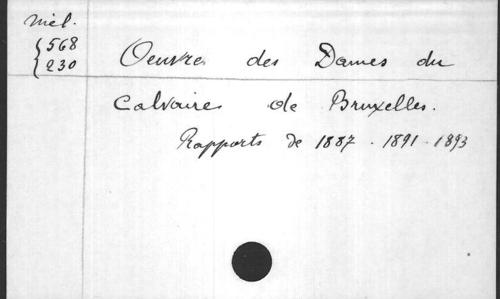 Mél.
{568
{230
Oeuvre des Dames du
Calvaire de Bruxelles.
Rapports de 1887 - 1891 - 1893